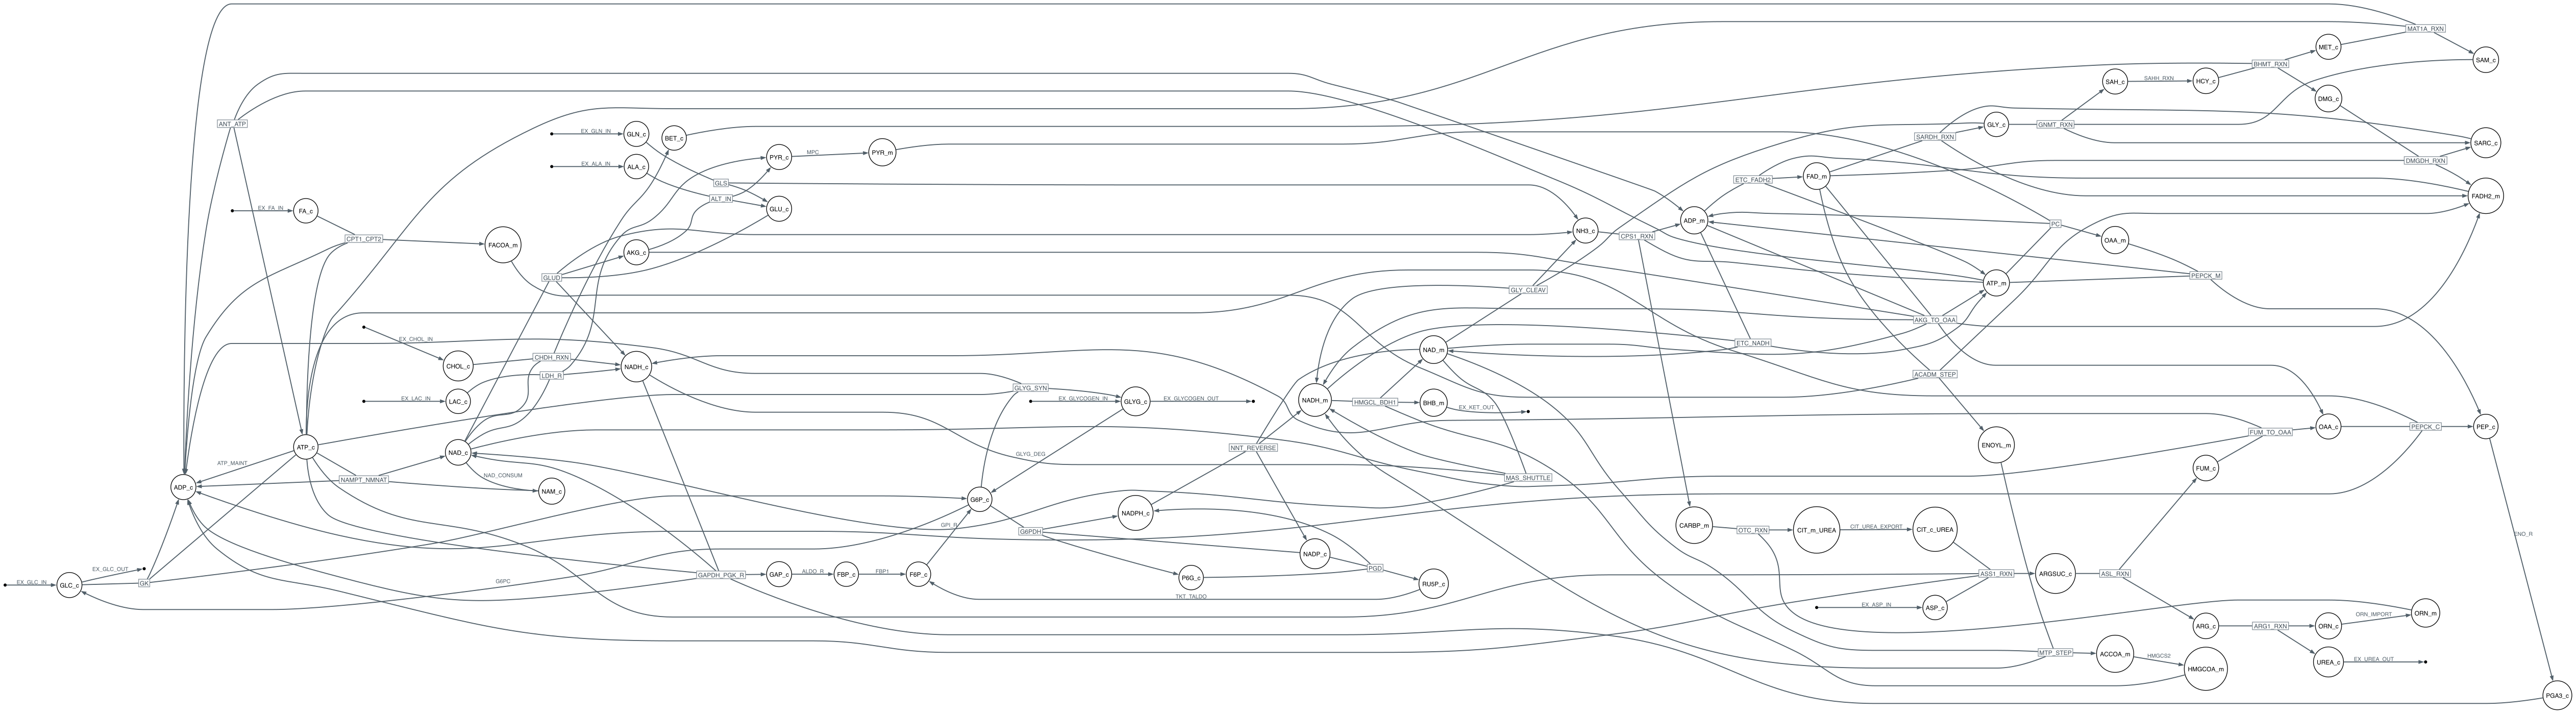 MAT1A_RXN
MET_c
SAM_c
BHMT_RXN
SAH_c
SAHH_RXN
HCY_c
DMG_c
ANT_ATP
EX_GLN_IN
GLN_c
BET_c
GLY_c
GNMT_RXN
SARDH_RXN
SARC_c
PYR_c
MPC
PYR_m
DMGDH_RXN
EX_ALA_IN
ALA_c
GLS
ETC_FADH2
FAD_m
FADH2_m
ALT_IN
GLU_c
EX_FA_IN
FA_c
ADP_m
PC
NH3_c
CPS1_RXN
OAA_m
CPT1_CPT2
FACOA_m
AKG_c
GLUD
PEPCK_M
ATP_m
GLY_CLEAV
AKG_TO_OAA
EX_CHOL_IN
ETC_NADH
NAD_m
CHOL_c
CHDH_RXN
NADH_c
LDH_R
ACADM_STEP
GLYG_SYN
EX_LAC_IN
LAC_c
EX_GLYCOGEN_IN
GLYG_c
EX_GLYCOGEN_OUT
NADH_m
HMGCL_BDH1
BHB_m
EX_KET_OUT
OAA_c
PEPCK_C
PEP_c
FUM_TO_OAA
ATP_c
NAD_c
GLYG_DEG
NNT_REVERSE
ENOYL_m
ATP_MAINT
FUM_c
NAMPT_NMNAT
NAD_CONSUM
MAS_SHUTTLE
ADP_c
NAM_c
G6P_c
NADPH_c
GPI_R
G6PDH
CARBP_m
OTC_RXN
CIT_m_UREA
CIT_UREA_EXPORT
CIT_c_UREA
ENO_R
NADP_c
PGD
EX_GLC_IN
GLC_c
EX_GLC_OUT
GK
G6PC
GAPDH_PGK_R
GAP_c
ALDO_R
FBP_c
FBP1
F6P_c
P6G_c
RU5P_c
TKT_TALDO
ASS1_RXN
ARGSUC_c
ASL_RXN
EX_ASP_IN
ASP_c
ORN_IMPORT
ORN_m
ARG_c
ARG1_RXN
ORN_c
MTP_STEP
ACCOA_m
HMGCS2
HMGCOA_m
UREA_c
EX_UREA_OUT
PGA3_c